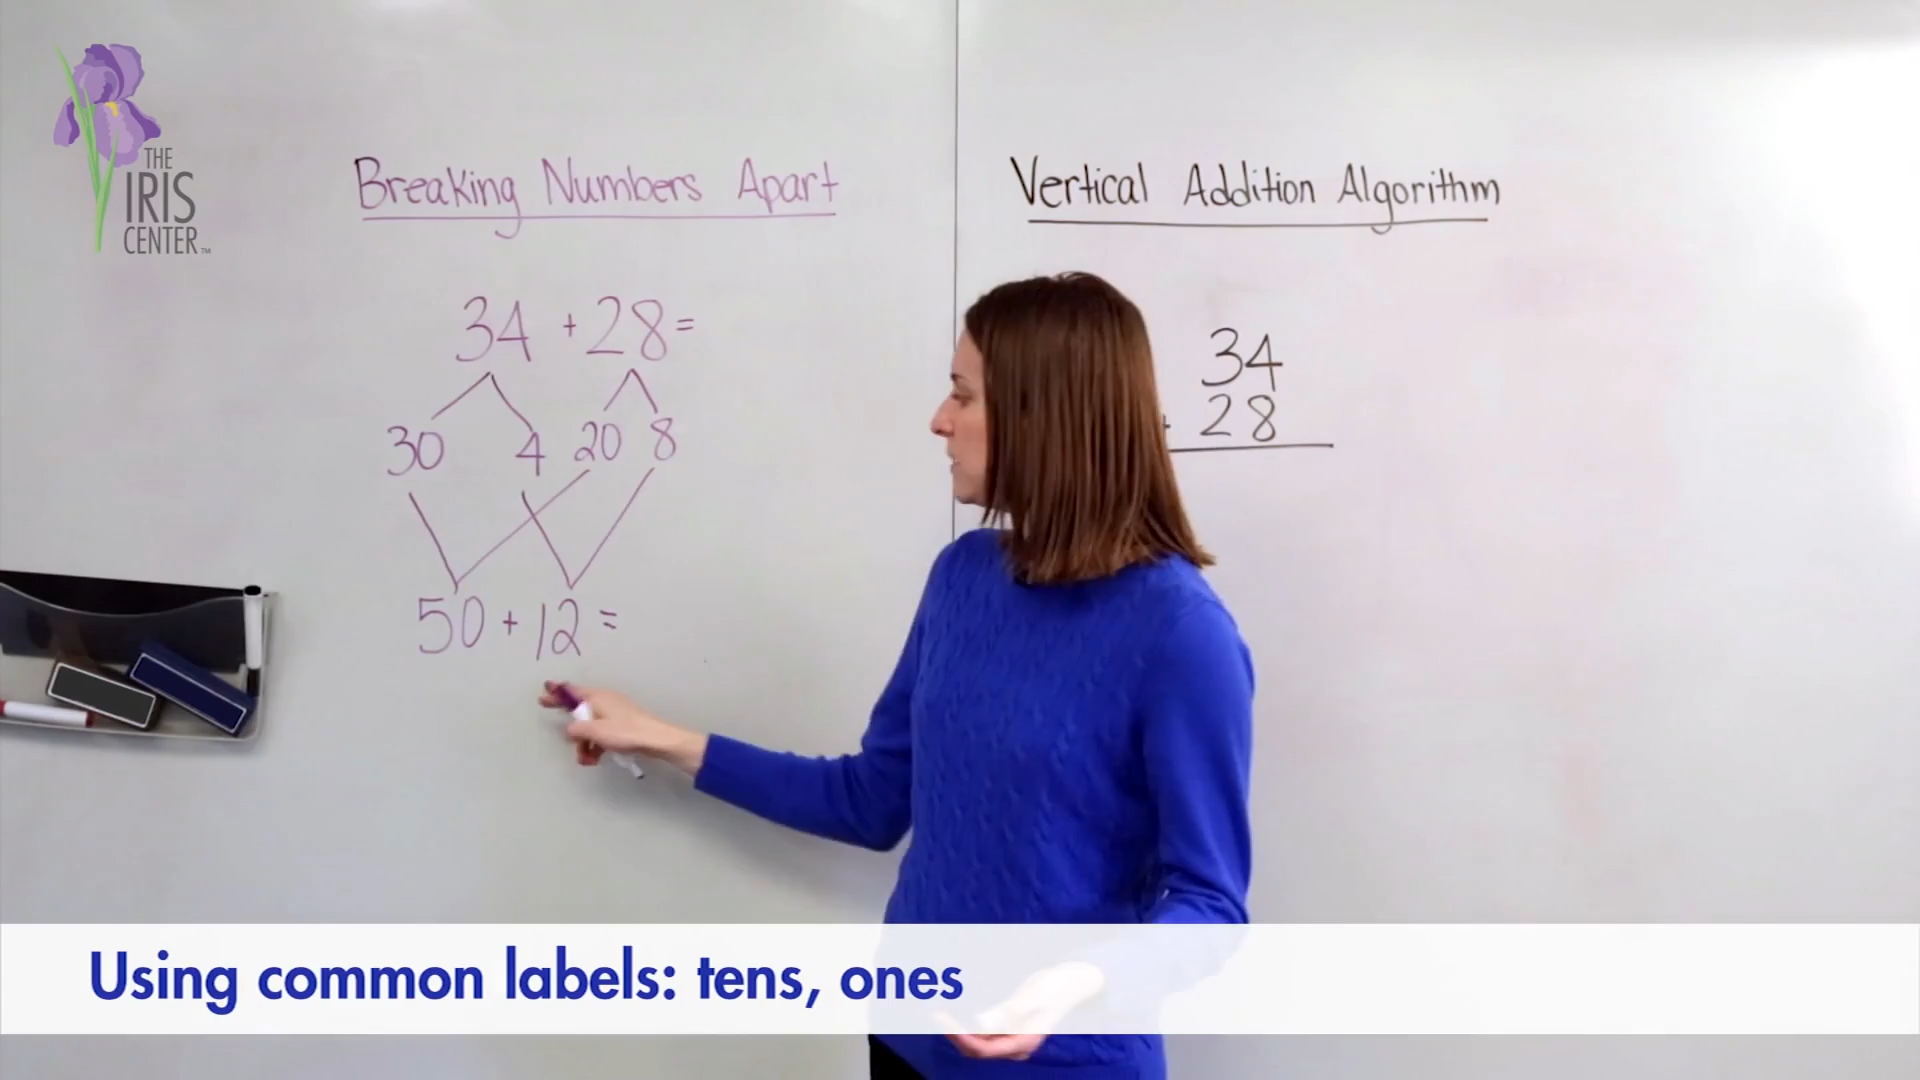 THE
IRIS
CENTER™
Breaking Numbers Apart
34 + 28 =
30 4 20 8
50 + 12 =
Vertical Addition Algorithm
34
+ 28
Using common labels: tens, ones